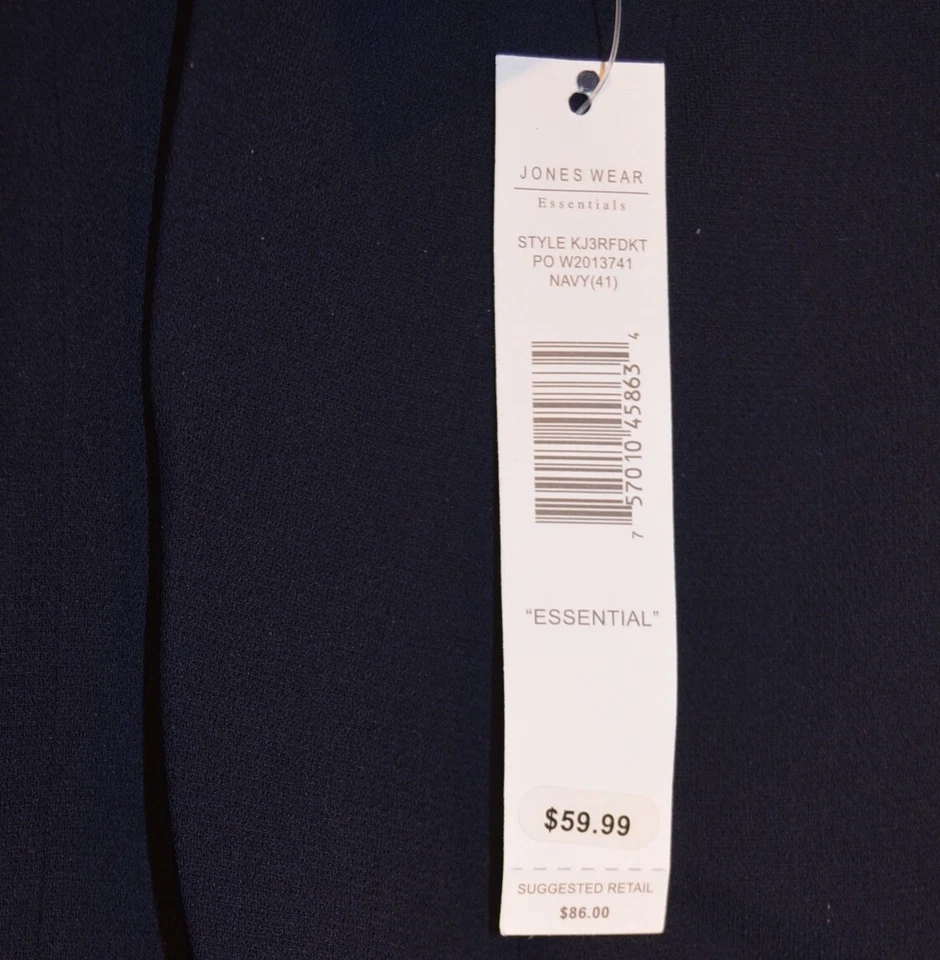 JONES WEAR
Essentials
STYLE KJ3RFDKT
PO W2013741
NAVY(41)
7 57010 45863 4
“ESSENTIAL”
$59.99
SUGGESTED RETAIL
$86.00